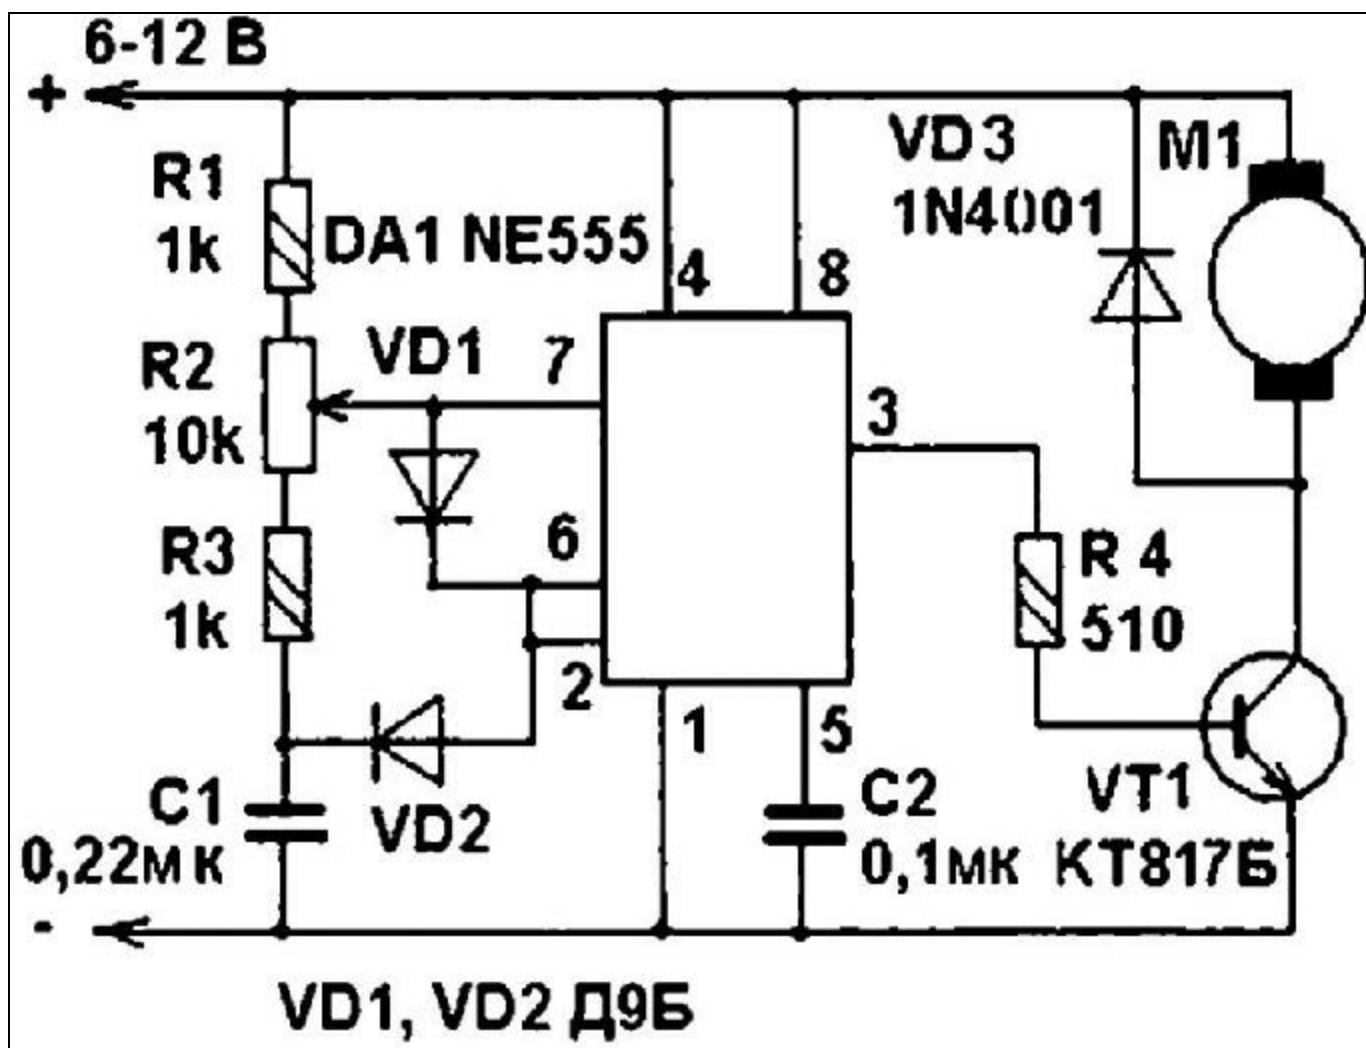 6-12 В
+
R1
1k
DA1 NE555
4
8
VD3
1N4001
M1
R2
10k
VD1
7
3
R3
1k
6
2
R 4
510
1
5
C1
0,22мк
VD2
C2
0,1мк
VT1
КТ817Б
-
VD1, VD2 Д9Б